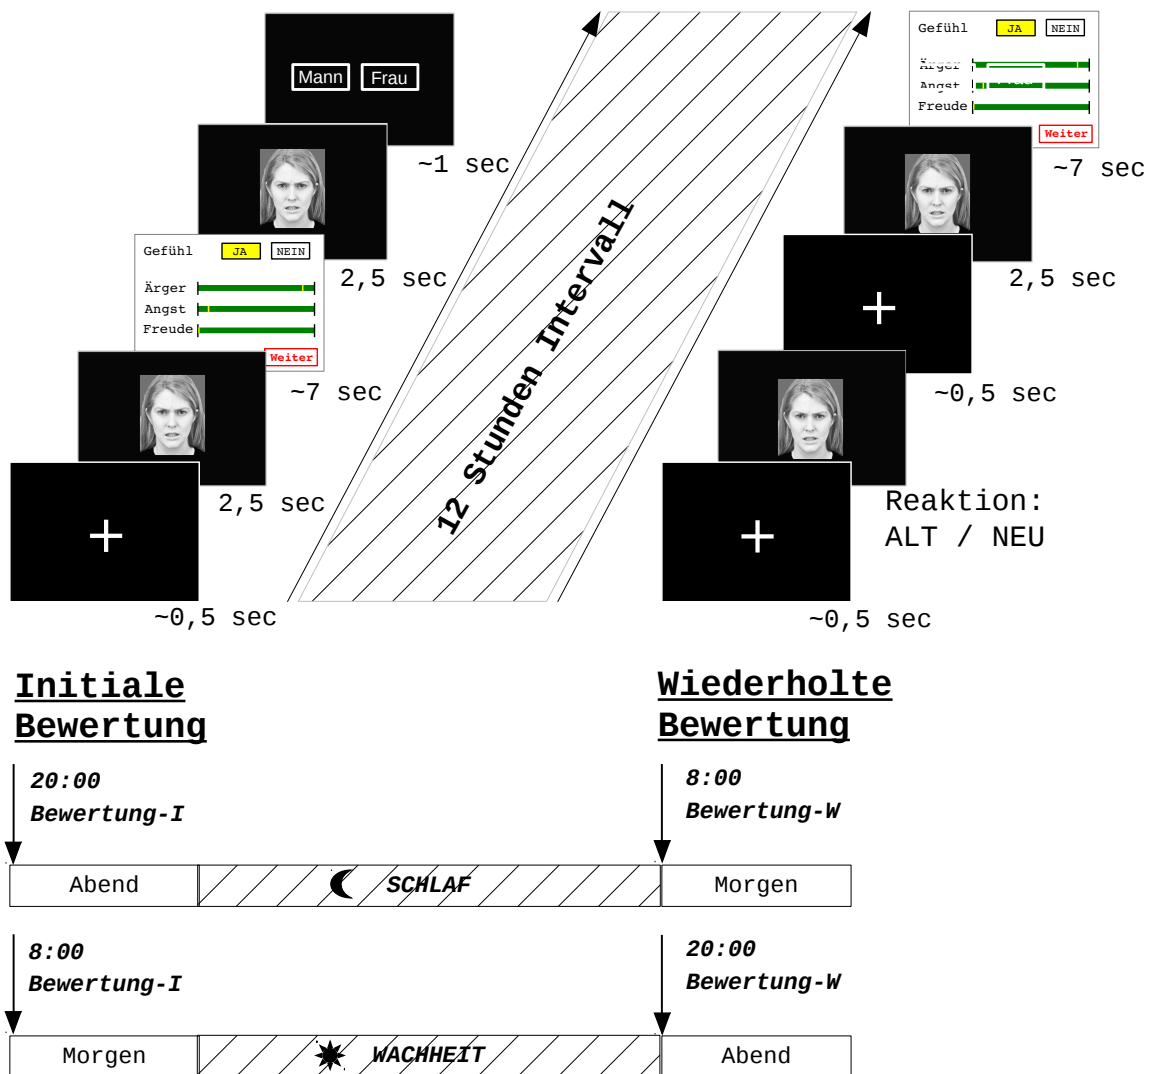 Mann Frau
~1 sec
2,5 sec
Gefühl JA NEIN
Ärger
Angst
Freude
Weiter
~7 sec
2,5 sec
~0,5 sec
12 Stunden Intervall
Gefühl JA NEIN
Ärger
Angst
Freude
Weiter
~7 sec
2,5 sec
~0,5 sec
Reaktion:
ALT / NEU
~0,5 sec
Initiale
Bewertung
Wiederholte
Bewertung
20:00
Bewertung-I
8:00
Bewertung-W
Abend SCHLAF Morgen
8:00
Bewertung-I
20:00
Bewertung-W
Morgen WACHHEIT Abend